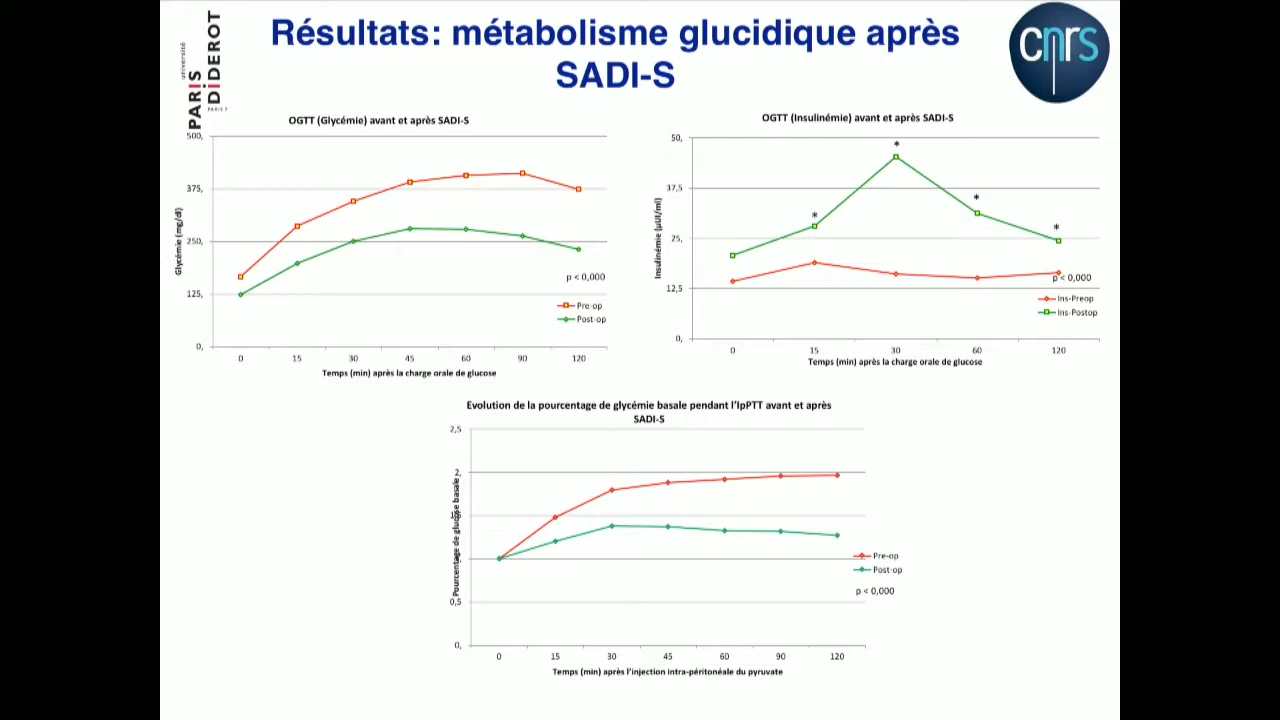 Résultats: métabolisme glucidique après
SADI-S
université
PARIS
DIDEROT
PARIS 7
cnrs
OGTT (Glycémie) avant et après SADI-S
500,
375,
250,
125,
0,
Glycémie (mg/dl)
p < 0,000
Pre-op
Post-op
0 15 30 45 60 90 120
Temps (min) après la charge orale de glucose
OGTT (Insulinémie) avant et après SADI-S
50,
37,5
25,
12,5
0,
Insulinémie (µUI/ml)
*
*
*
*
p < 0,000
Ins-Preop
Ins-Postop
0 15 30 60 120
Temps (min) après la charge orale de glucose
Evolution de la pourcentage de glycémie basale pendant l'IpPTT avant et après
SADI-S
2,5
2,
0,5
0,
Pourcentage de glucose basale
Pre-op
Post-op
p < 0,000
0 15 30 45 60 90 120
Temps (min) après l'injection intra-péritonéale du pyruvate